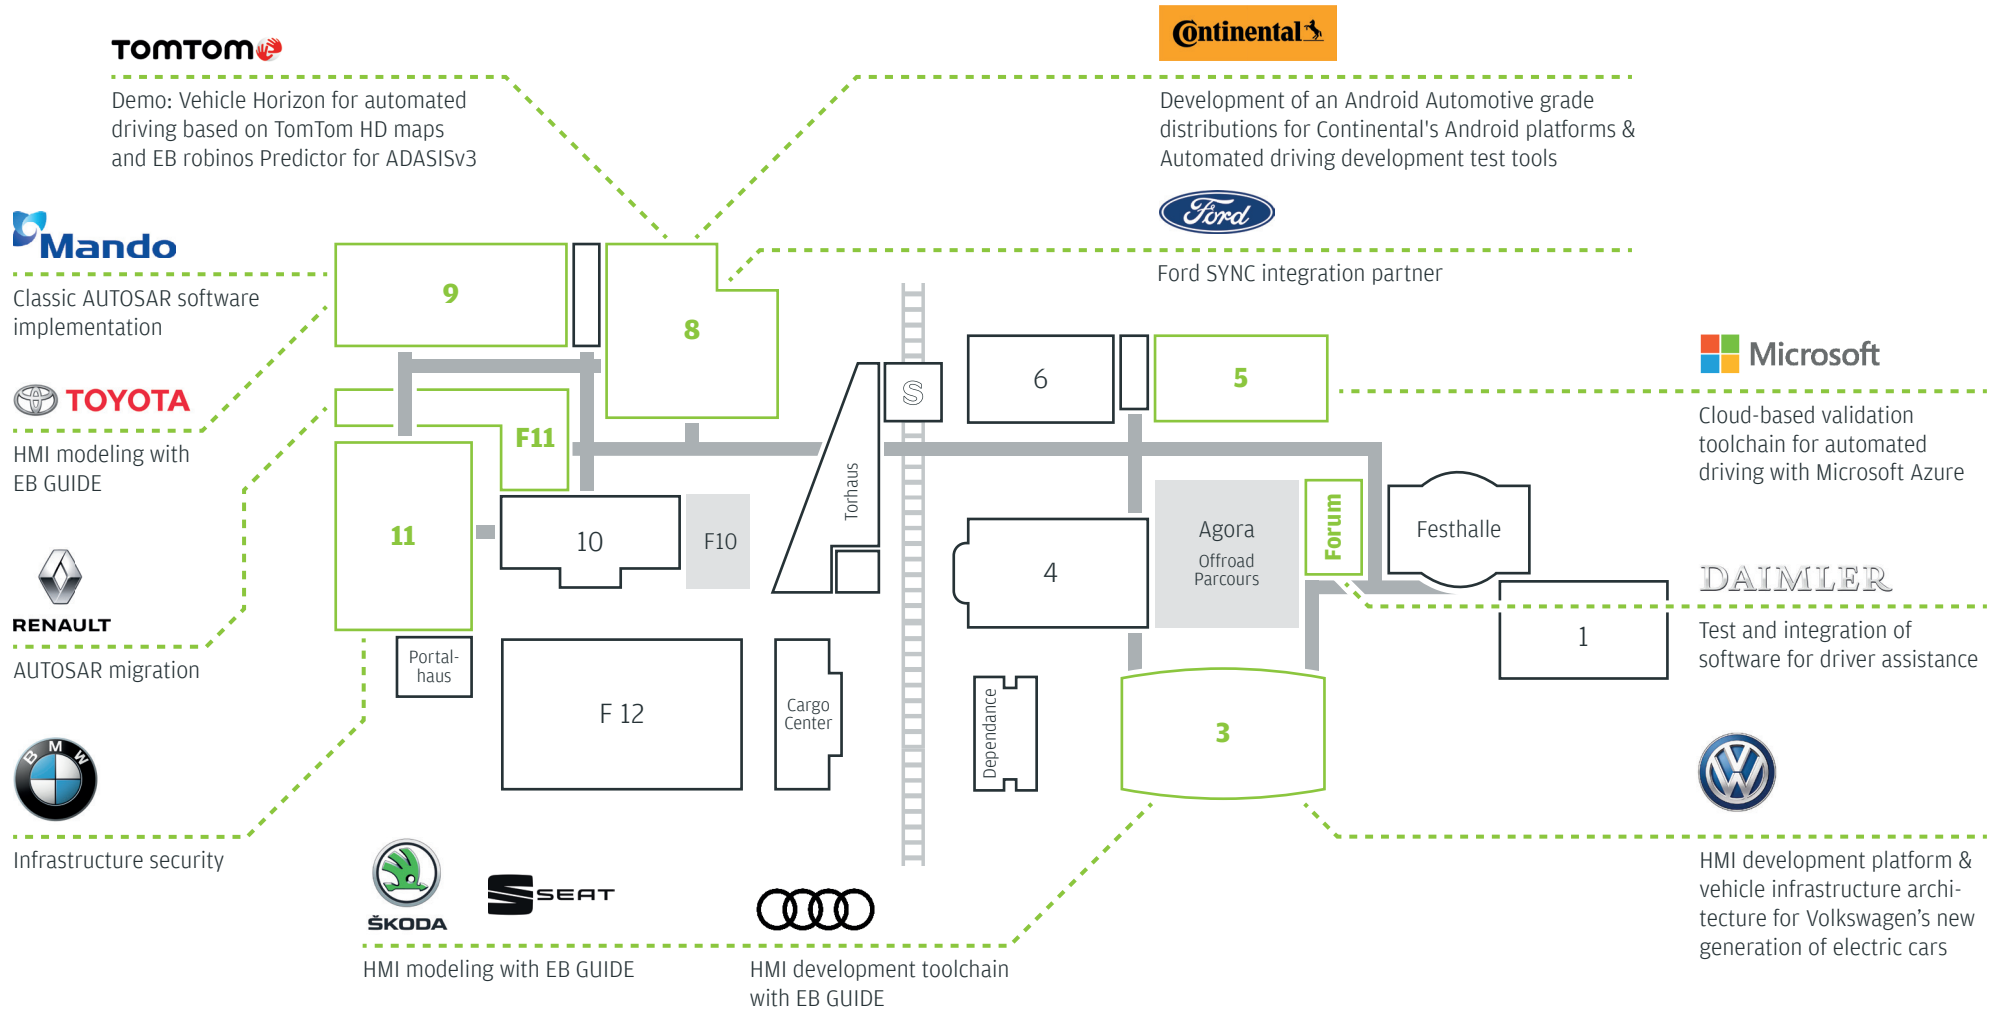 TOMTOM
Demo: Vehicle Horizon for automated
driving based on TomTom HD maps
and EB robinos Predictor for ADASISv3
Continental
Development of an Android Automotive grade
distributions for Continental's Android platforms &
Automated driving development test tools
Ford
Ford SYNC integration partner
Mando
Classic AUTOSAR software
implementation
TOYOTA
HMI modeling with
EB GUIDE
RENAULT
AUTOSAR migration
BMW
Infrastructure security
9
8
F11
11
10
F10
Portal-
haus
F 12
Cargo
Center
Torhaus
S
6
5
4
Agora
Offroad
Parcours
Forum
Festhalle
1
Dependance
3
Microsoft
Cloud-based validation
toolchain for automated
driving with Microsoft Azure
DAIMLER
Test and integration of
software for driver assistance
VW
HMI development platform &
vehicle infrastructure archi-
tecture for Volkswagen’s new
generation of electric cars
ŠKODA
SEAT
HMI modeling with EB GUIDE
HMI development toolchain
with EB GUIDE